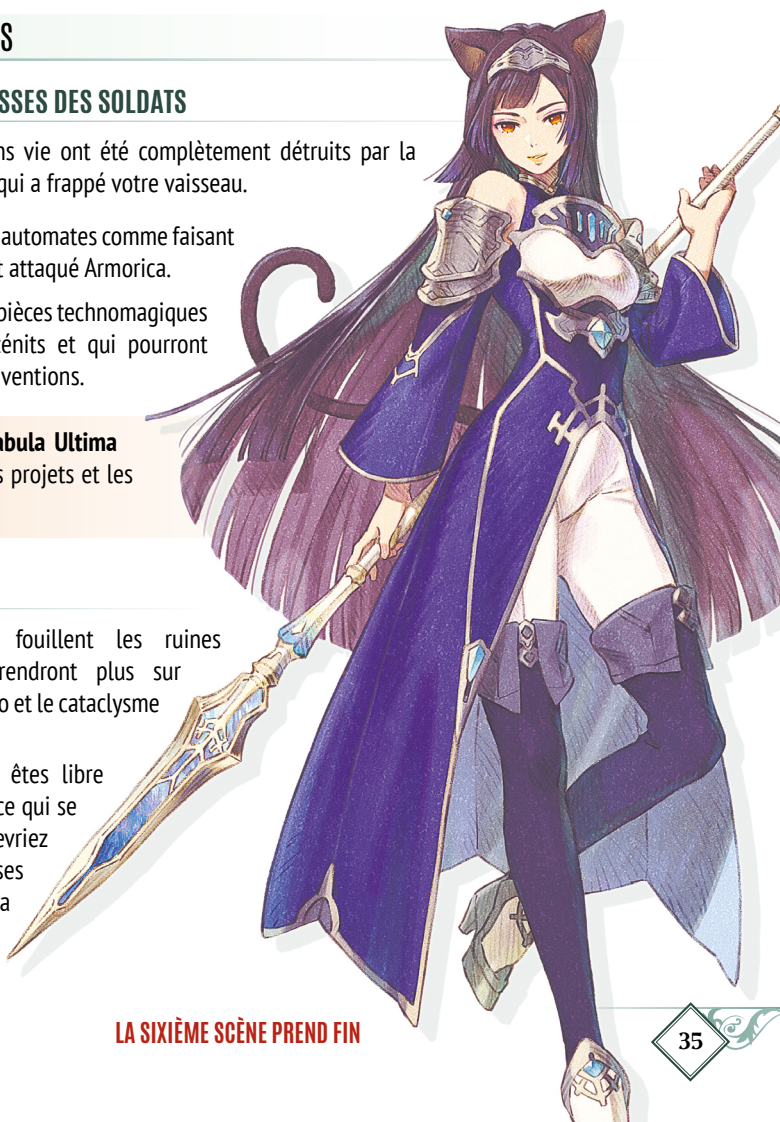 S
SSES DES SOLDATS
ns vie ont été complètement détruits par la
qui a frappé votre vaisseau.
automates comme faisant
t attaqué Armorica.
pièces technomagiques
énits et qui pourront
ventions.
abula Ultima
s projets et les
fouillent les ruines
rendront plus sur
o et le cataclysme
êtes libre
ce qui se
evriez
ses
a
LA SIXIÈME SCÈNE PREND FIN
35